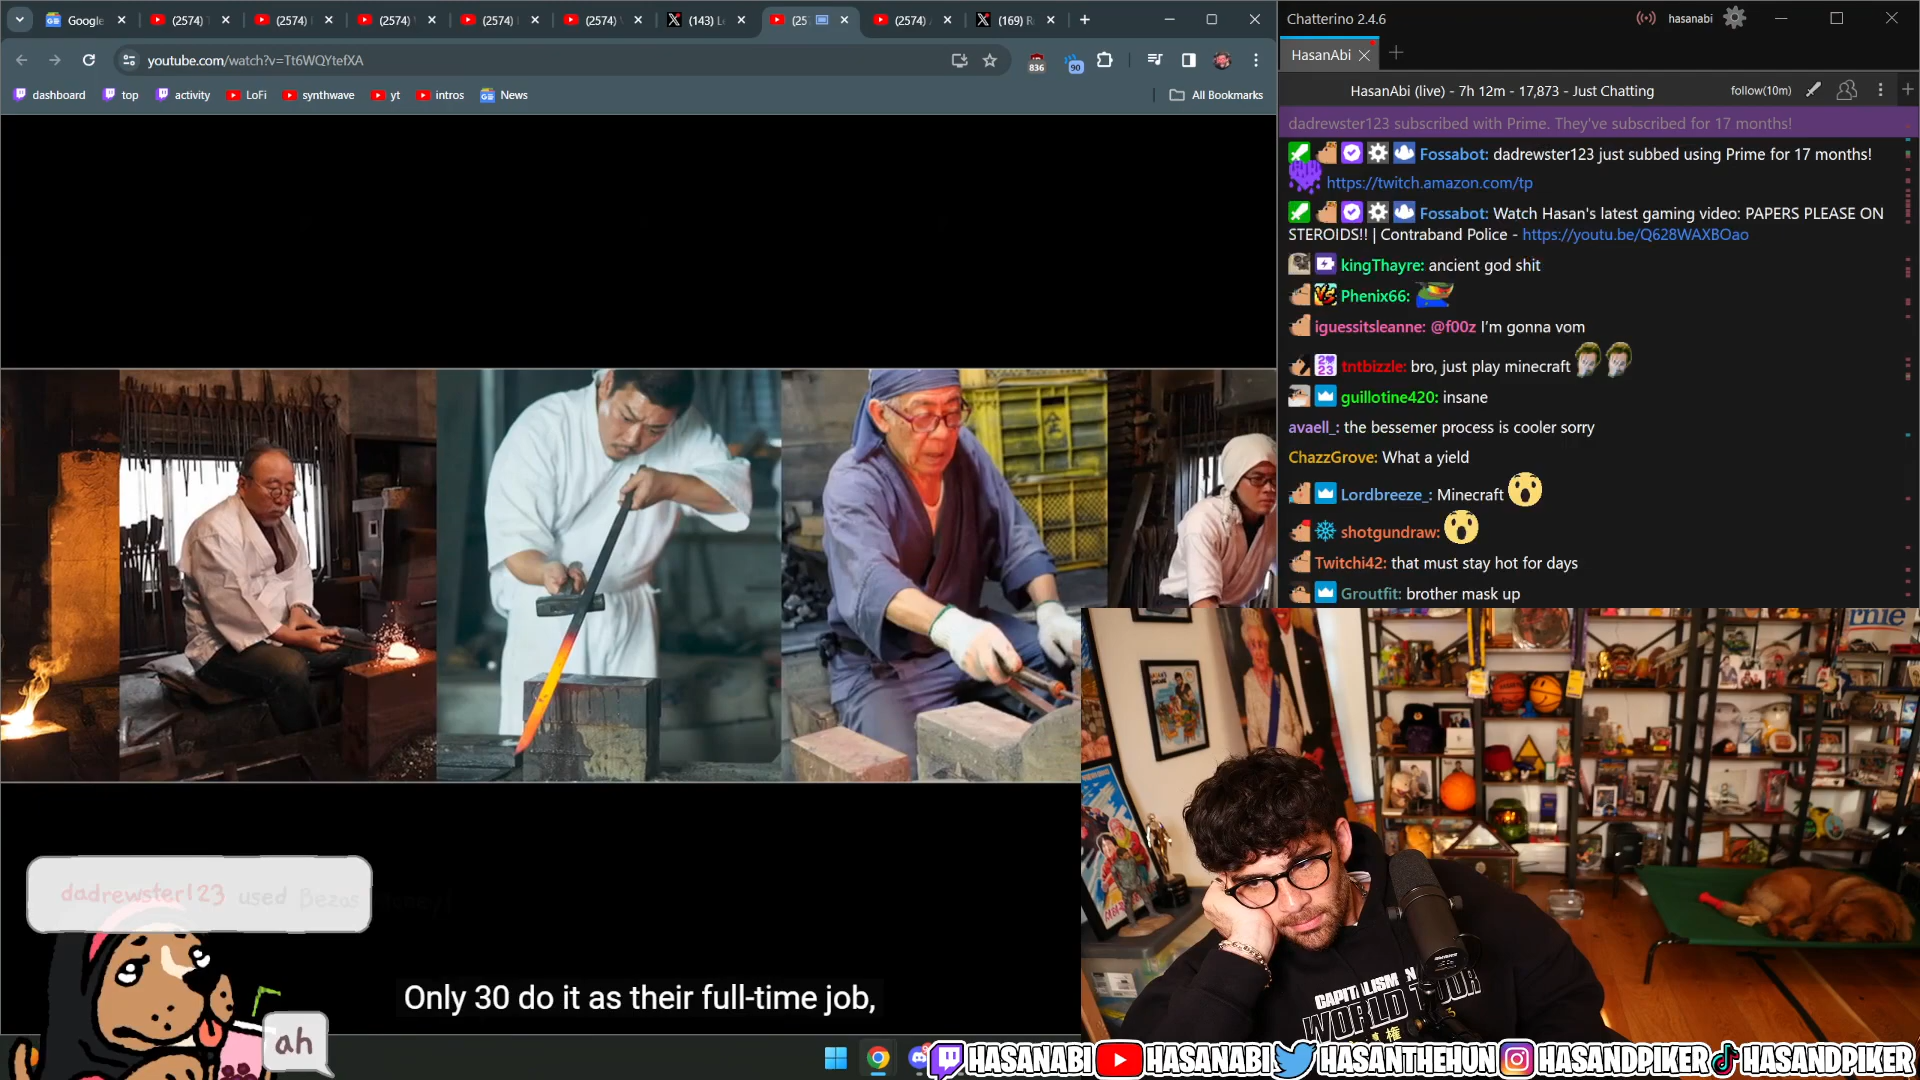 Google
(2574)
(2574)
(2574)
(2574)
(2574)
(143)
(25
(2574)
(169)
youtube.com/watch?v=Tt6WQYtefXA
836
90
dashboard
top
activity
LoFi
synthwave
yt
intros
News
All Bookmarks
Chatterino 2.4.6
hasanabi
HasanAbi
HasanAbi (live) - 7h 12m - 17,873 - Just Chatting
follow(10m)
dadrewster123 subscribed with Prime. They've subscribed for 17 months!
Fossabot: dadrewster123 just subbed using Prime for 17 months!
https://twitch.amazon.com/tp
Fossabot: Watch Hasan's latest gaming video: PAPERS PLEASE ON
STEROIDS!! | Contraband Police - https://youtu.be/Q628WAXBOao
kingThayre: ancient god shit
Phenix66:
iguessitsleanne: @f00z I'm gonna vom
tntbizzle: bro, just play minecraft
guillotine420: insane
avaell_: the bessemer process is cooler sorry
ChazzGrove: What a yield
Lordbreeze_: Minecraft
shotgundraw:
Twitchi42: that must stay hot for days
Groutfit: brother mask up
dadrewster123 used Bezos
ah
Only 30 do it as their full-time job,
CAPITALISM
WORLD TOUR
HASANABI
HASANABI
HASANTHEHUN
HASANDPIKER
HASANDPIKER